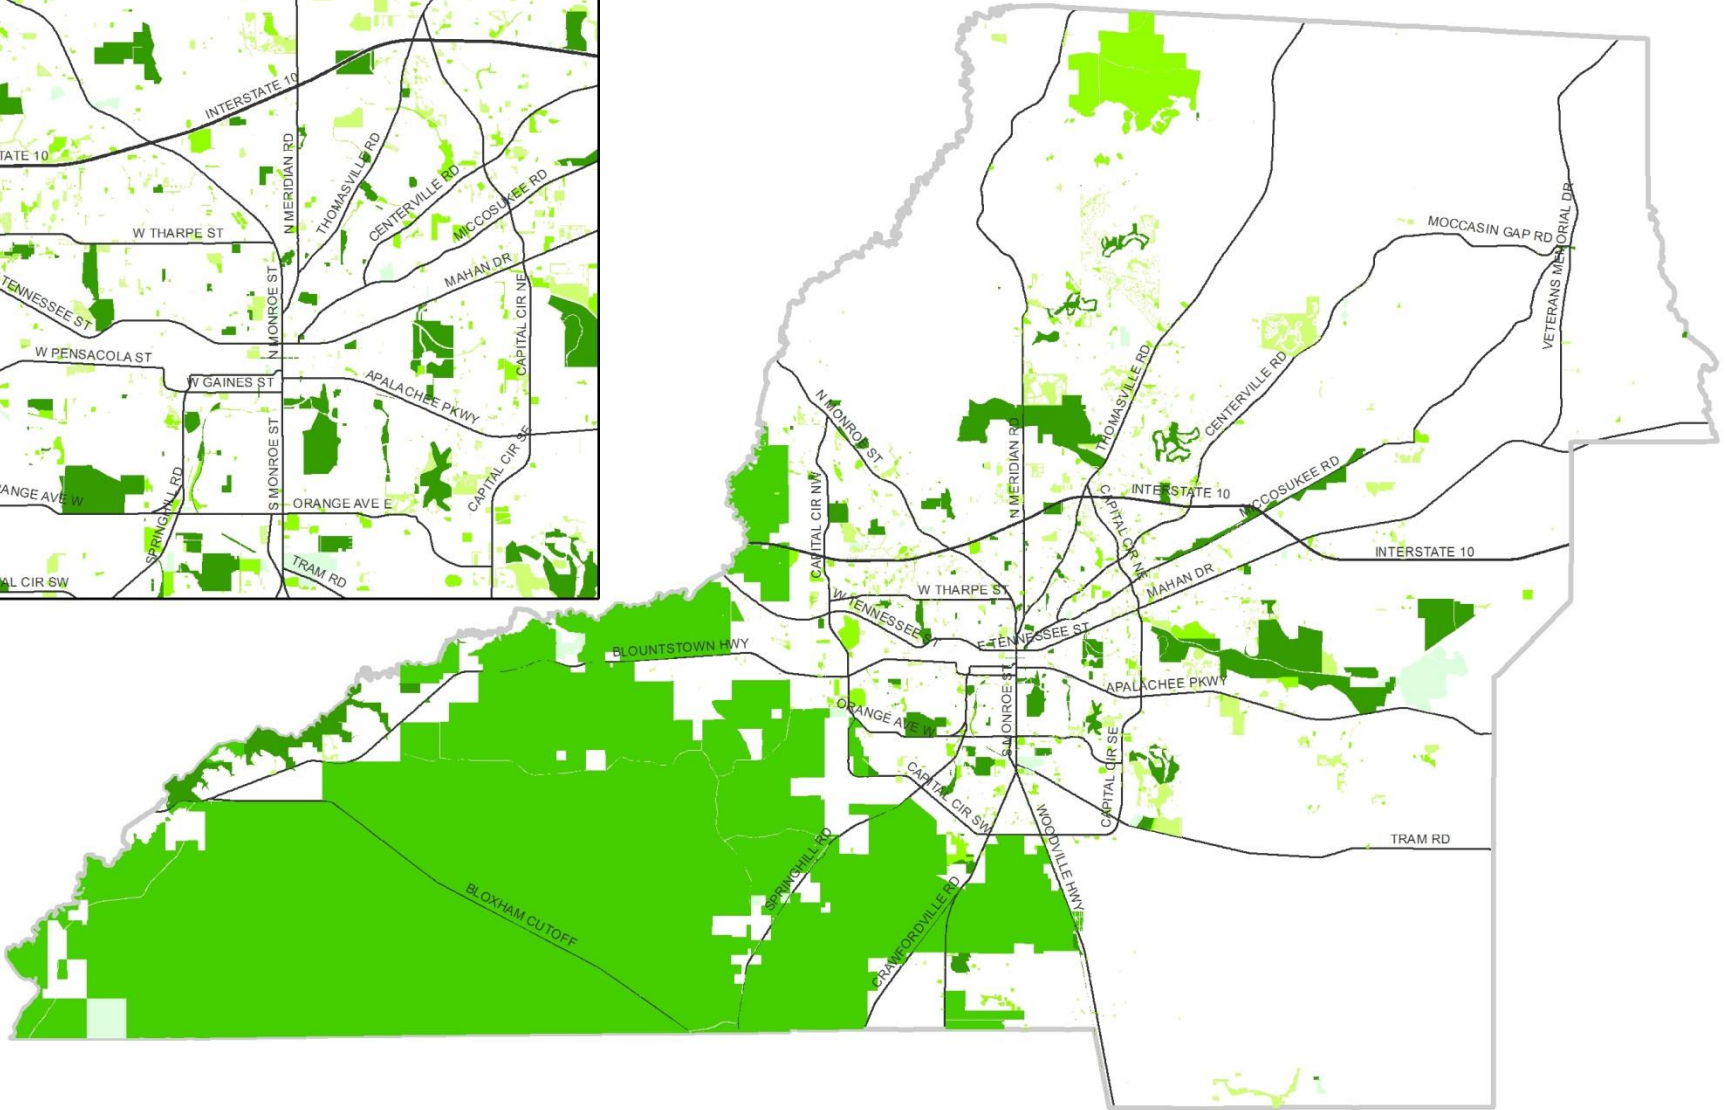 INTERSTATE 10
TATE 10
N MERIDIAN RD
THOMASVILLE RD
CENTERVILLE RD
MICCOSUKEE RD
W THARPE ST
MAHAN DR
TENNESSEE ST
N MONROE ST
CAPITAL CIR NE
W PENSACOLA ST
W GAINES ST
APALACHEE PKWY
S MONROE ST
CAPITAL CIR SE
ANGE AVE W
SPRINGHILL RD
ORANGE AVE E
AL CIR SW
TRAM RD
MOCCASIN GAP RD
VETERANS MEMORIAL DR
THOMASVILLE RD
CENTERVILLE RD
N MONROE ST
N MERIDIAN RD
MICCOSUKEE RD
INTERSTATE 10
CAPITAL CIR NW
CAPITAL CIR NE
INTERSTATE 10
W THARPE ST
MAHAN DR
W TENNESSEE ST
E TENNESSEE ST
BLOUNTSTOWN HWY
APALACHEE PKWY
ORANGE AVE W
S MONROE ST
CAPITAL CIR SE
CAPITAL CIR SW
WOODVILLE HWY
TRAM RD
SPRINGHILL RD
BLOXHAM CUTOFF
CRAWFORDVILLE RD